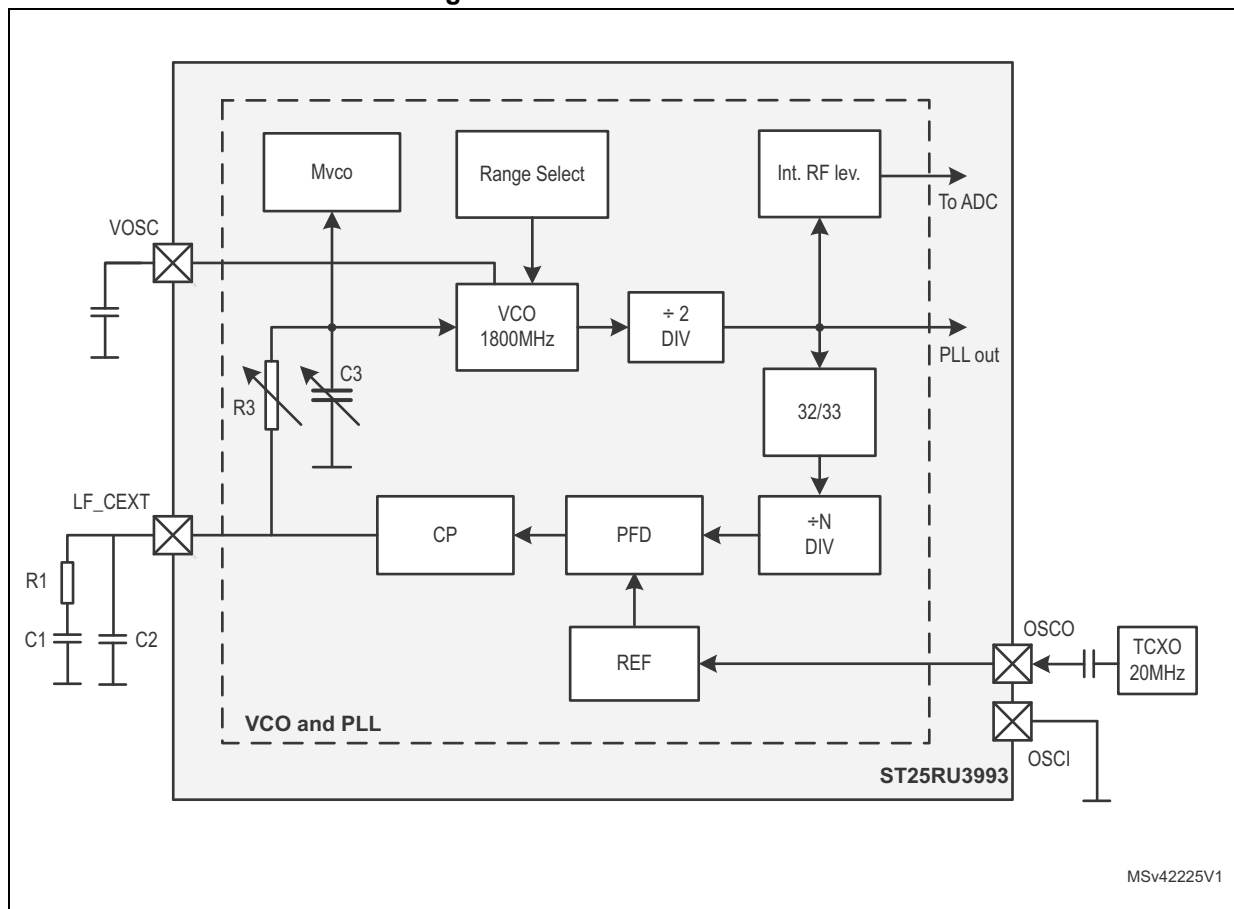 Mvco
Range Select
Int. RF lev.
To ADC
VOSC
VCO
1800MHz
÷ 2
DIV
PLL out
C3
R3
32/33
LF_CEXT
CP
PFD
÷N
DIV
R1
C1
C2
REF
OSCO
TCXO
20MHz
VCO and PLL
OSCI
ST25RU3993
MSv42225V1